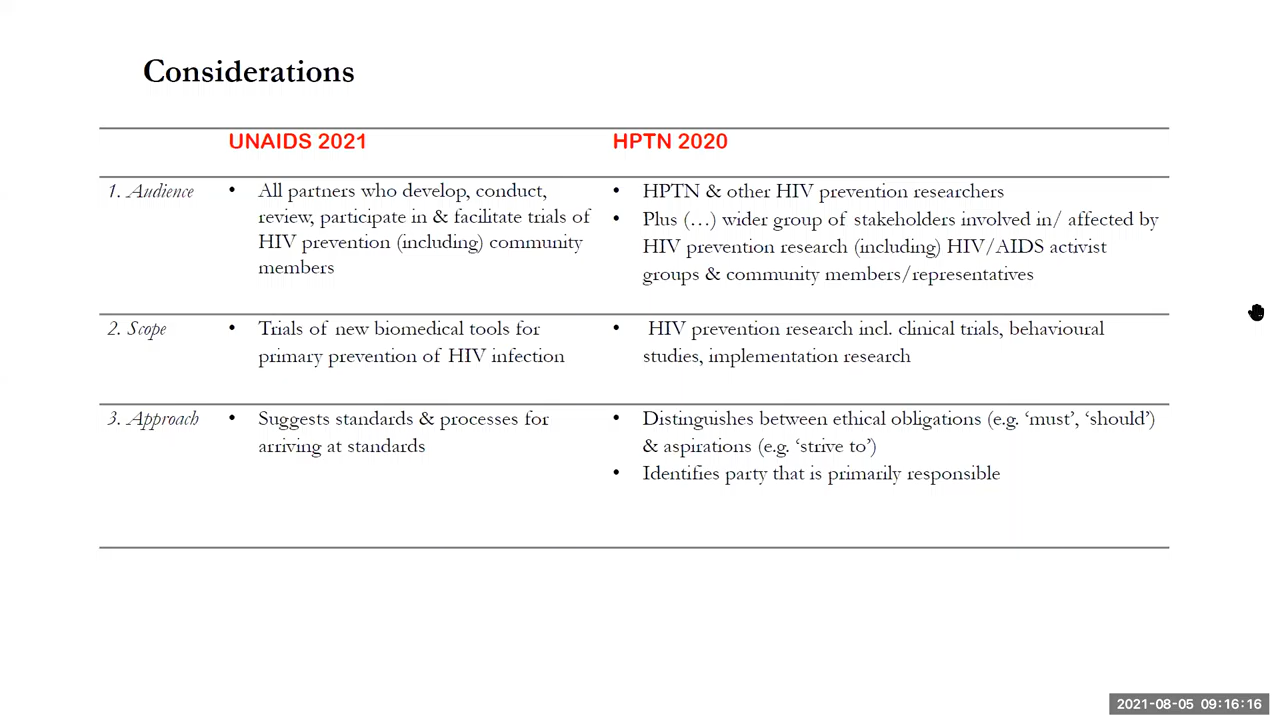 Considerations
UNAIDS 2021
HPTN 2020
1. Audience
• All partners who develop, conduct,
review, participate in & facilitate trials of
HIV prevention (including) community
members
• HPTN & other HIV prevention researchers
• Plus (…) wider group of stakeholders involved in/ affected by
HIV prevention research (including) HIV/AIDS activist
groups & community members/representatives
2. Scope
• Trials of new biomedical tools for
primary prevention of HIV infection
• HIV prevention research incl. clinical trials, behavioural
studies, implementation research
3. Approach
• Suggests standards & processes for
arriving at standards
• Distinguishes between ethical obligations (e.g. ‘must’, ‘should’)
& aspirations (e.g. ‘strive to’)
• Identifies party that is primarily responsible
2021-08-05 09:16:16